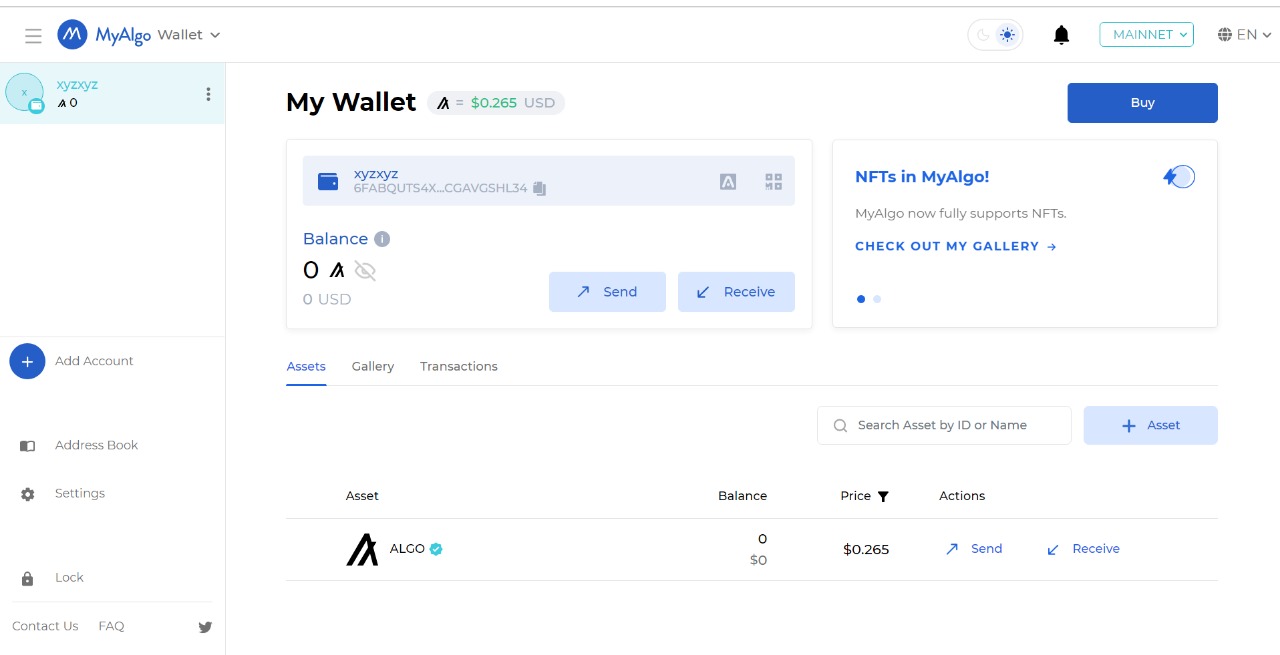 MyAlgo Wallet
MAINNET
EN
x
xyzxyz
0
My Wallet
= $0.265 USD
Buy
xyzxyz
6FABQUTS4X...CGAVGSHL34
Balance
0
0 USD
Send
Receive
NFTs in MyAlgo!
MyAlgo now fully supports NFTs.
CHECK OUT MY GALLERY →
Add Account
Address Book
Settings
Lock
Contact Us FAQ
Assets Gallery Transactions
Search Asset by ID or Name
+ Asset
Asset Balance Price Actions
ALGO 0 $0.265 Send Receive
$0